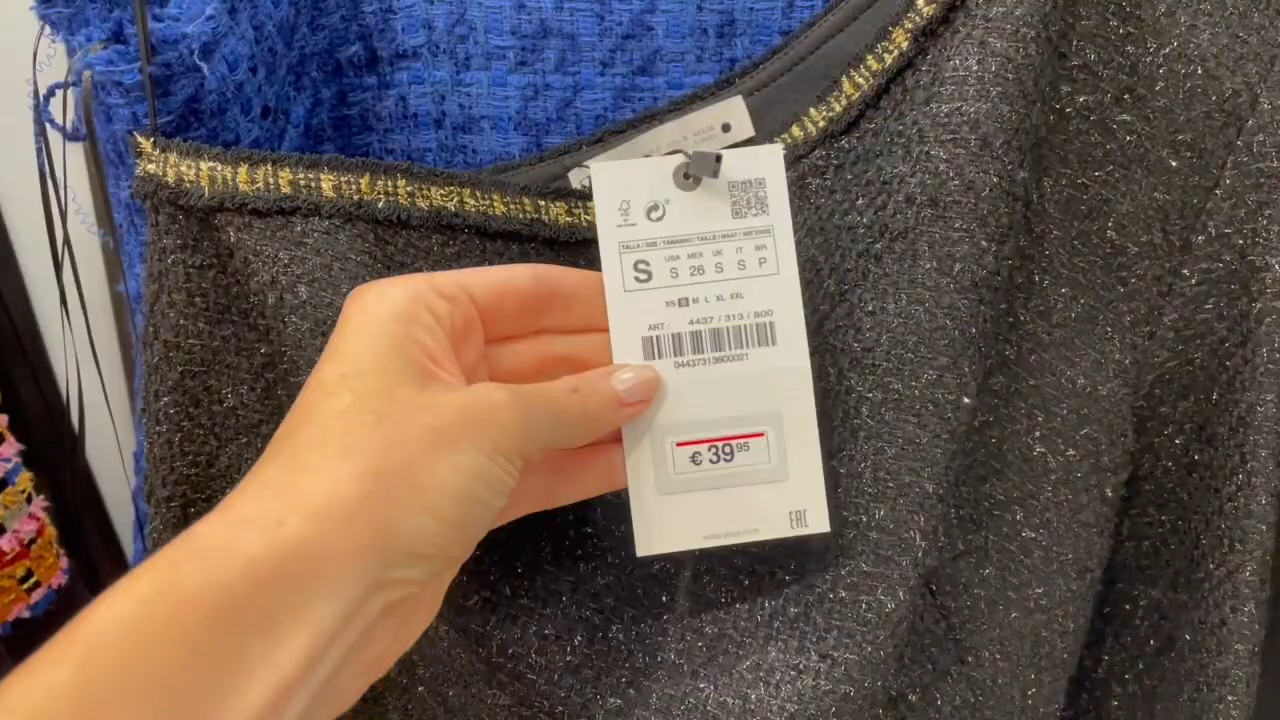 TALLA / SIZE / TAMANHO / TAILLE / MAAT /
USA MEX UK IT BR
S S 26 S S P
XS S M L XL XXL
ART : 4437 / 313 / 800
04437313800021
€ 39 95
EAC